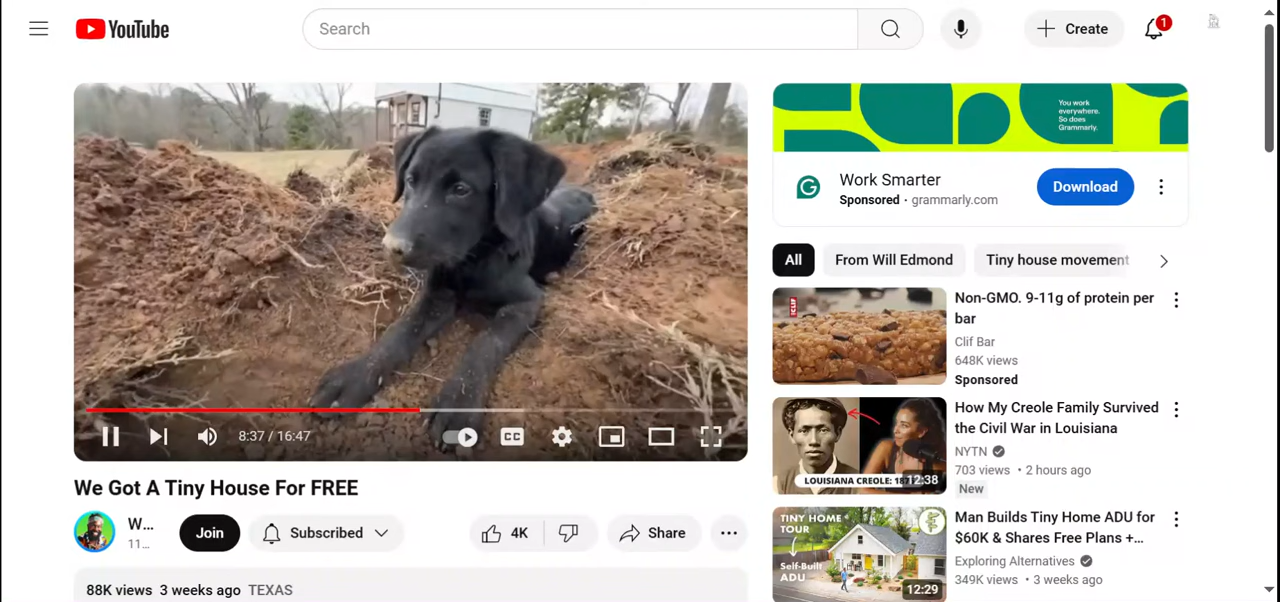 YouTube
Search
Create
1
You work
everywhere.
So does
Grammarly.
Work Smarter
Sponsored · grammarly.com
Download
All
From Will Edmond
Tiny house movement
CLIF
Non-GMO. 9-11g of protein per
bar
Clif Bar
648K views
Sponsored
8:37 / 16:47
CC
How My Creole Family Survived
the Civil War in Louisiana
NYTN
703 views • 2 hours ago
New
LOUISIANA CREOLE: 187
12:38
We Got A Tiny House For FREE
W...
11...
Join
Subscribed
4K
Share
TINY HOME
TOUR
Self-Built
ADU
12:29
Man Builds Tiny Home ADU for
$60K & Shares Free Plans +...
Exploring Alternatives
349K views • 3 weeks ago
88K views 3 weeks ago TEXAS